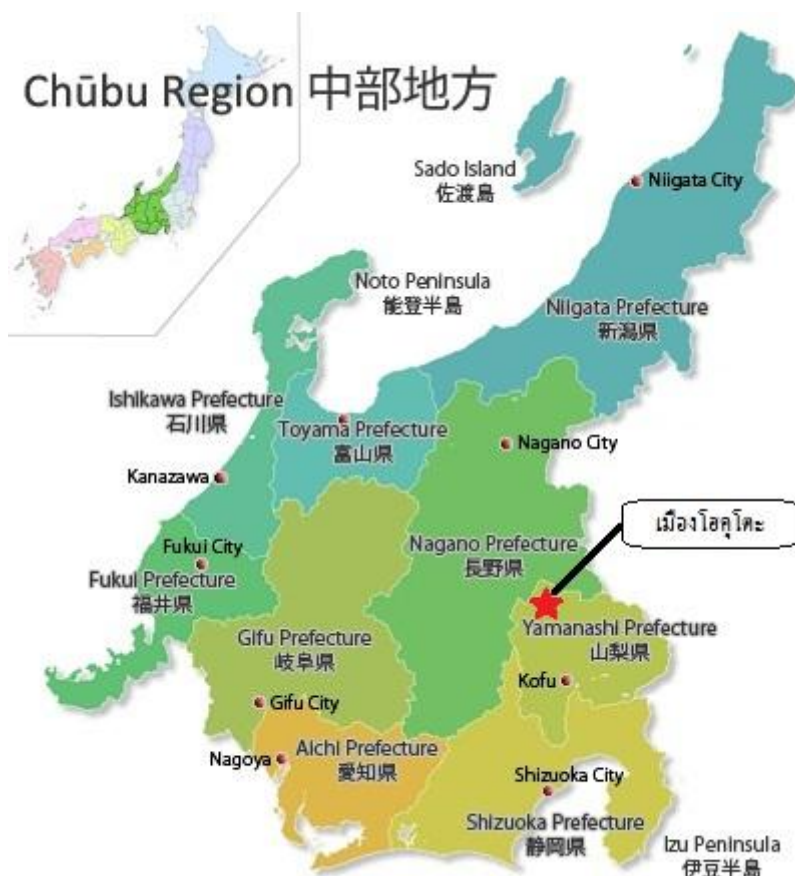 Chūbu Region 中部地方
Sado Island
佐渡島
Niigata City
Noto Peninsula
能登半島
Niigata Prefecture
新潟県
Ishikawa Prefecture
石川県
Toyama Prefecture
富山県
Nagano City
Kanazawa
เมืองโฮคุโตะ
Fukui City
Nagano Prefecture
長野県
Fukui Prefecture
福井県
Gifu Prefecture
岐阜県
Yamanashi Prefecture
山梨県
Kofu
Gifu City
Nagoya
Aichi Prefecture
愛知県
Shizuoka City
Shizuoka Prefecture
静岡県
Izu Peninsula
伊豆半島